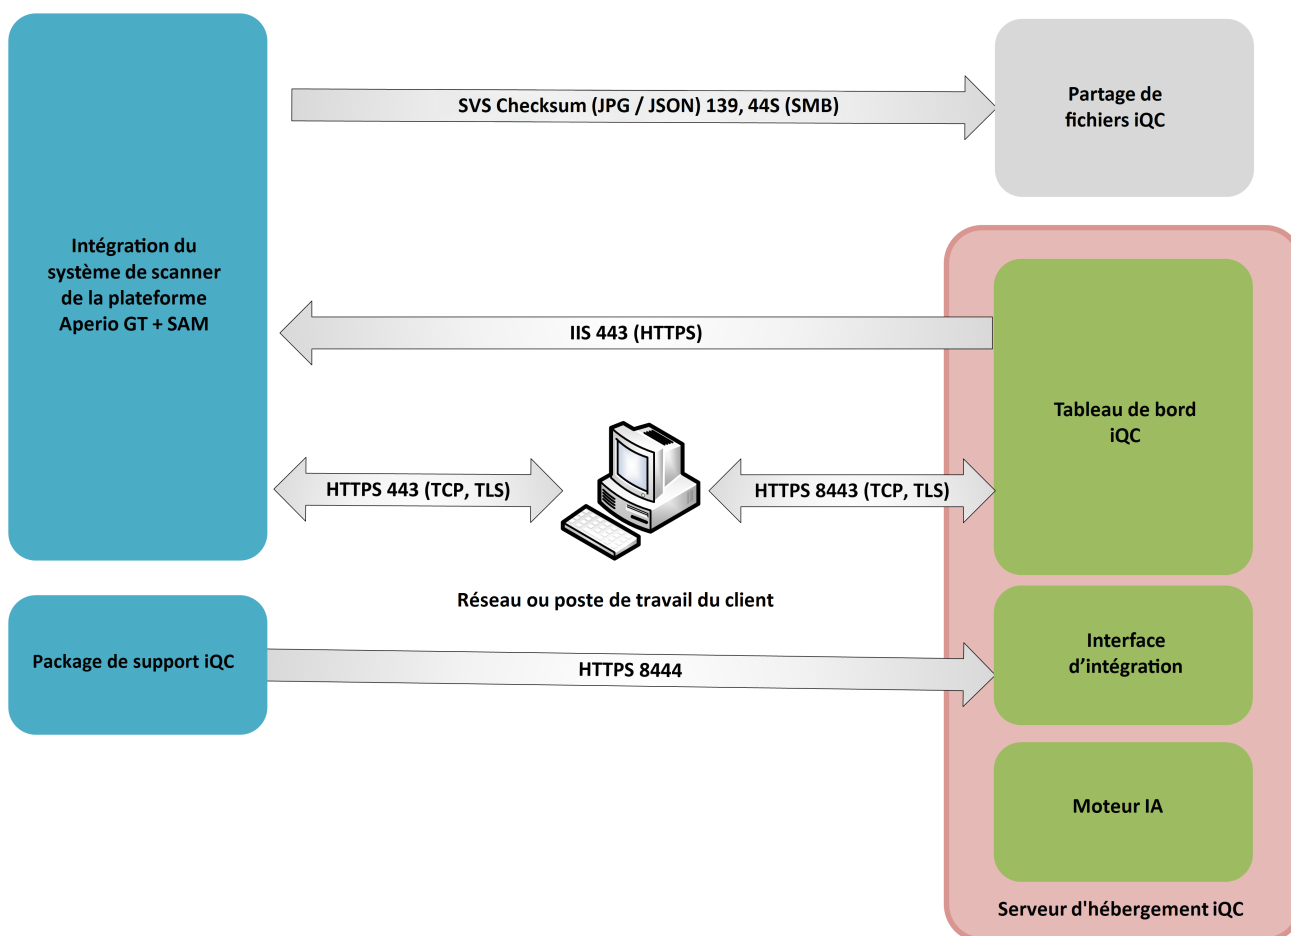 SVS Checksum (JPG / JSON) 139, 44S (SMB)
Partage de
fichiers iQC
Intégration du
système de scanner
de la plateforme
Aperio GT + SAM
IIS 443 (HTTPS)
Tableau de bord
iQC
HTTPS 443 (TCP, TLS)
HTTPS 8443 (TCP, TLS)
Réseau ou poste de travail du client
Package de support iQC
HTTPS 8444
Interface
d’intégration
Moteur IA
Serveur d'hébergement iQC